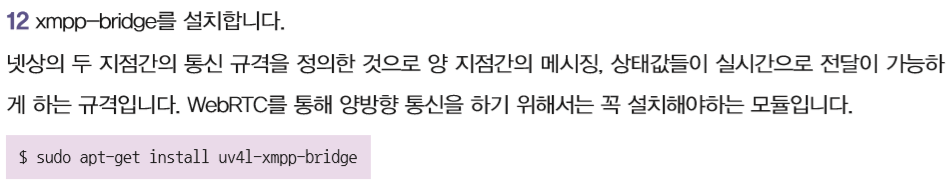 12 xmpp-bridge를 설치합니다.
넷상의 두 지점간의 통신 규격을 정의한 것으로 양 지점간의 메시징, 상태값들이 실시간으로 전달이 가능하
게 하는 규격입니다. WebRTC를 통해 양방향 통신을 하기 위해서는 꼭 설치해야하는 모듈입니다.
$ sudo apt-get install uv4l-xmpp-bridge